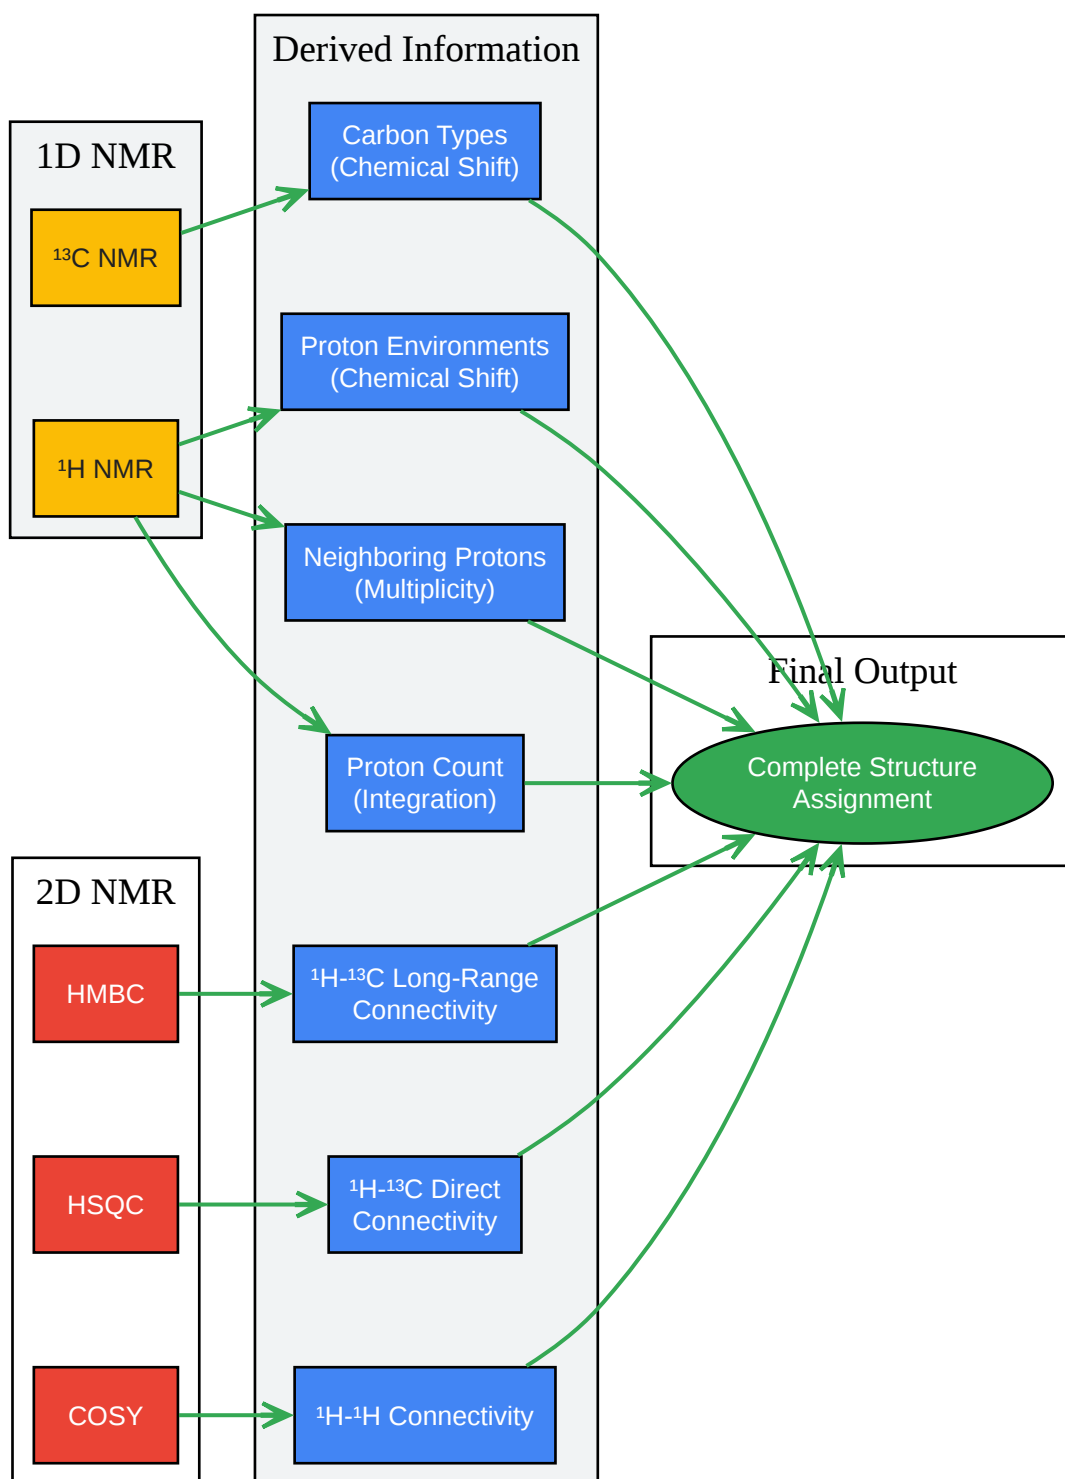 Derived Information
Carbon Types
(Chemical Shift)
1D NMR
¹³C NMR
Proton Environments
(Chemical Shift)
¹H NMR
Neighboring Protons
(Multiplicity)
Final Output
Proton Count
(Integration)
Complete Structure
Assignment
2D NMR
HMBC
¹H-¹³C Long-Range
Connectivity
HSQC
¹H-¹³C Direct
Connectivity
COSY
¹H-¹H Connectivity